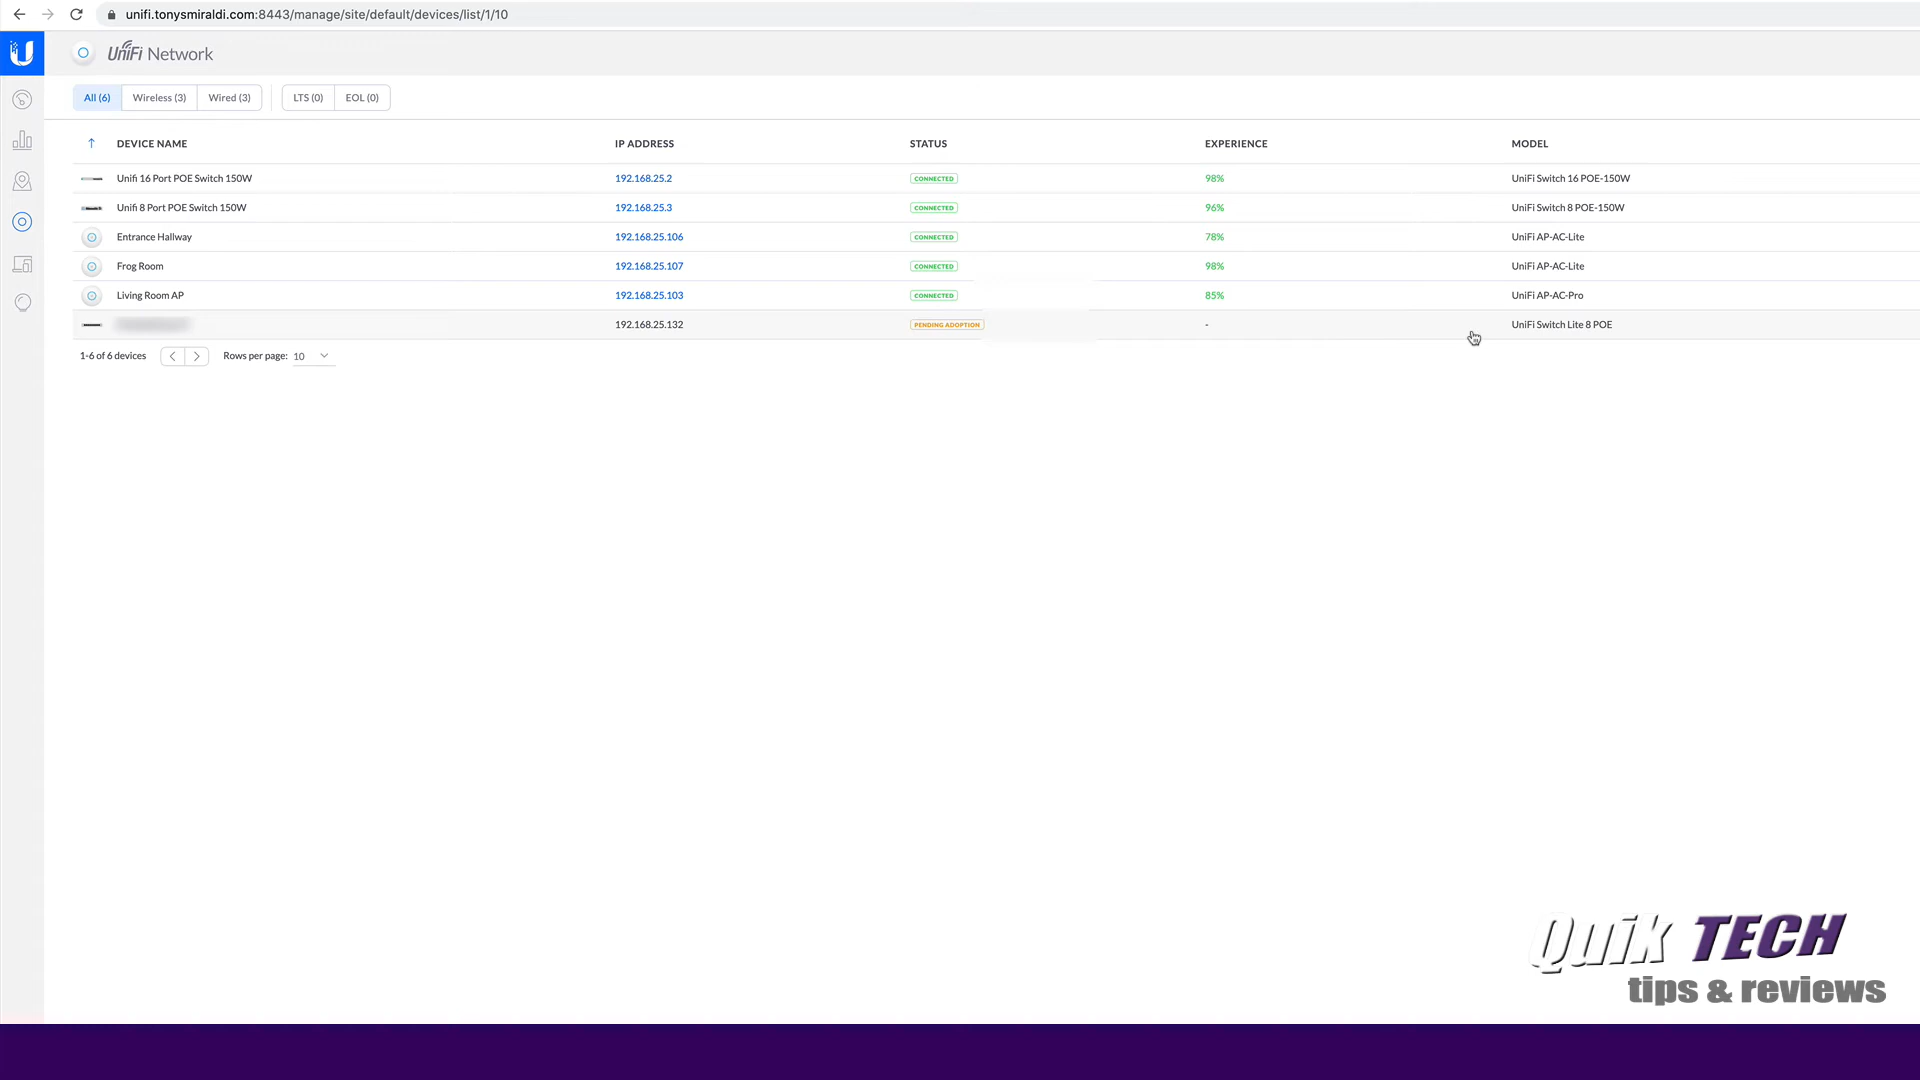 unifi.tonysmiraldi.com:8443/manage/site/default/devices/list/1/10
UniFi Network
All (6) Wireless (3) Wired (3) LTS (0) EOL (0)
DEVICE NAME IP ADDRESS STATUS EXPERIENCE MODEL
Unifi 16 Port POE Switch 150W 192.168.25.2 CONNECTED 98% UniFi Switch 16 POE-150W
Unifi 8 Port POE Switch 150W 192.168.25.3 CONNECTED 96% UniFi Switch 8 POE-150W
Entrance Hallway 192.168.25.106 CONNECTED 78% UniFi AP-AC-Lite
Frog Room 192.168.25.107 CONNECTED 98% UniFi AP-AC-Lite
Living Room AP 192.168.25.103 CONNECTED 85% UniFi AP-AC-Pro
192.168.25.132 PENDING ADOPTION - UniFi Switch Lite 8 POE
1-6 of 6 devices Rows per page: 10
Quik TECH
tips & reviews